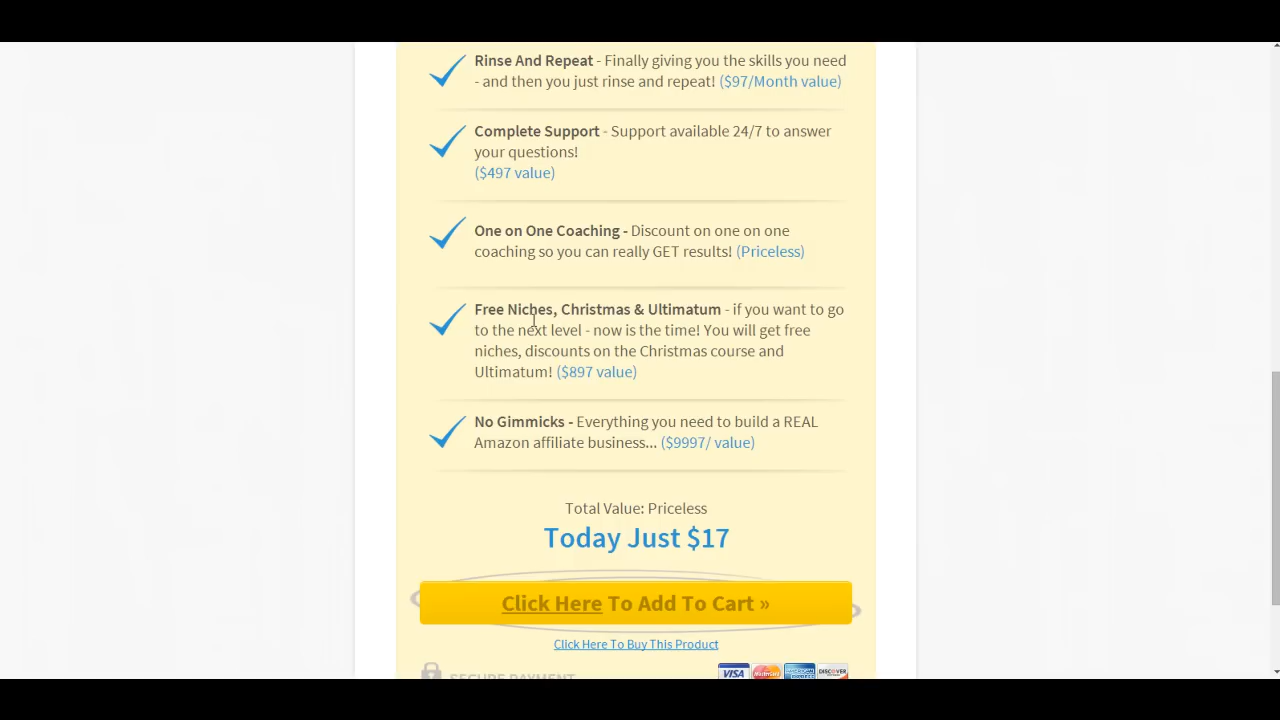 Rinse And Repeat - Finally giving you the skills you need
- and then you just rinse and repeat! ($97/Month value)
Complete Support - Support available 24/7 to answer
your questions!
($497 value)
One on One Coaching - Discount on one on one
coaching so you can really GET results! (Priceless)
Free Niches, Christmas & Ultimatum - if you want to go
to the next level - now is the time! You will get free
niches, discounts on the Christmas course and
Ultimatum! ($897 value)
No Gimmicks - Everything you need to build a REAL
Amazon affiliate business... ($9997/ value)
Total Value: Priceless
Today Just $17
Click Here To Add To Cart »
Click Here To Buy This Product
SECURE PAYMENT
VISA MasterCard DISCOVER